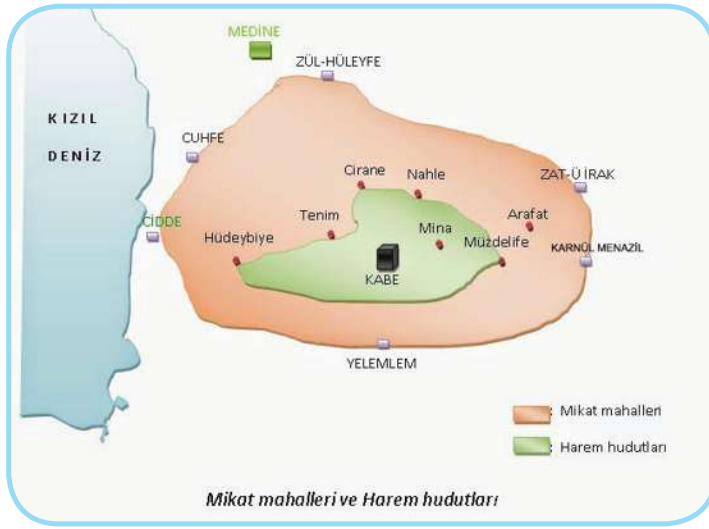 MEDİNE
ZÜL-HÜLEYFE
KIZIL
DENİZ
CUHFE
Cirane
Nahle
ZAT-Ü İRAK
CİDDE
Tenim
Arafat
Hüdeybiye
Mina
Müzdelife
KARNÜL MENAZİL
KABE
YELEMLEM
: Mikat mahalleri
: Harem hudutları
Mikat mahalleri ve Harem hudutları